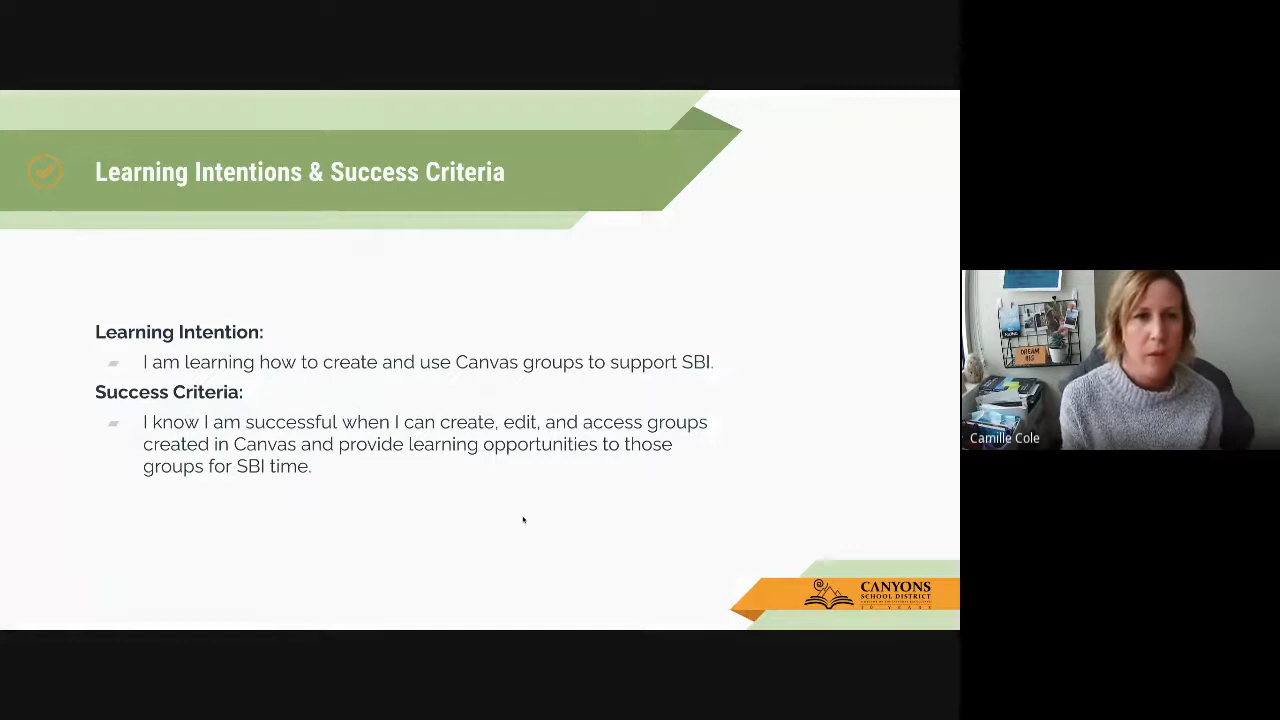 Learning Intentions & Success Criteria
Learning Intention:
I am learning how to create and use Canvas groups to support SBI.
Success Criteria:
I know I am successful when I can create, edit, and access groups
created in Canvas and provide learning opportunities to those
groups for SBI time.
CANYONS
SCHOOL DISTRICT
DREAM
BIG
Camille Cole